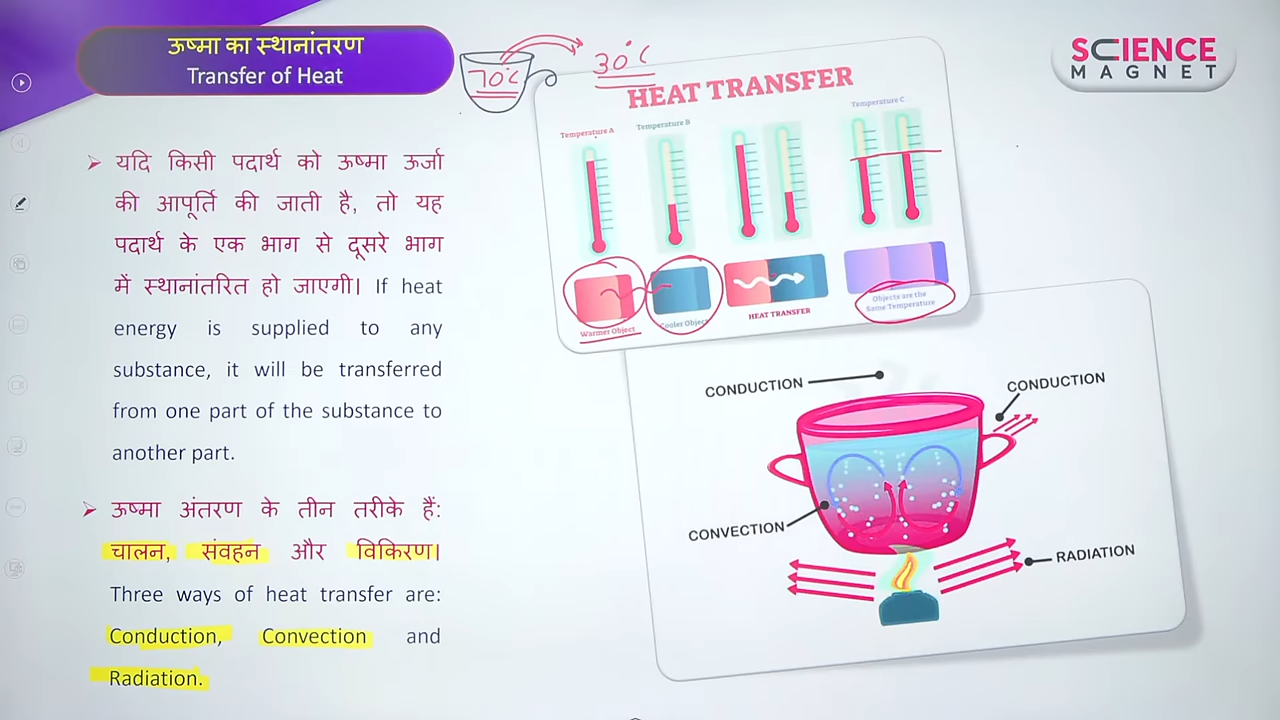 ऊष्मा का स्थानांतरण
Transfer of Heat
70°C
30°C
SCIENCE
MAGNET
HEAT TRANSFER
Temperature A
Temperature B
Temperature C
Warmer Object
Cooler Object
HEAT TRANSFER
Objects are the
Same Temperature
यदि किसी पदार्थ को ऊष्मा ऊर्जा
की आपूर्ति की जाती है, तो यह
पदार्थ के एक भाग से दूसरे भाग
में स्थानांतरित हो जाएगी। If heat
energy is supplied to any
substance, it will be transferred
from one part of the substance to
another part.
ऊष्मा अंतरण के तीन तरीके हैं:
चालन, संवहन और विकिरण।
Three ways of heat transfer are:
Conduction, Convection and
Radiation.
CONDUCTION
CONDUCTION
CONVECTION
RADIATION